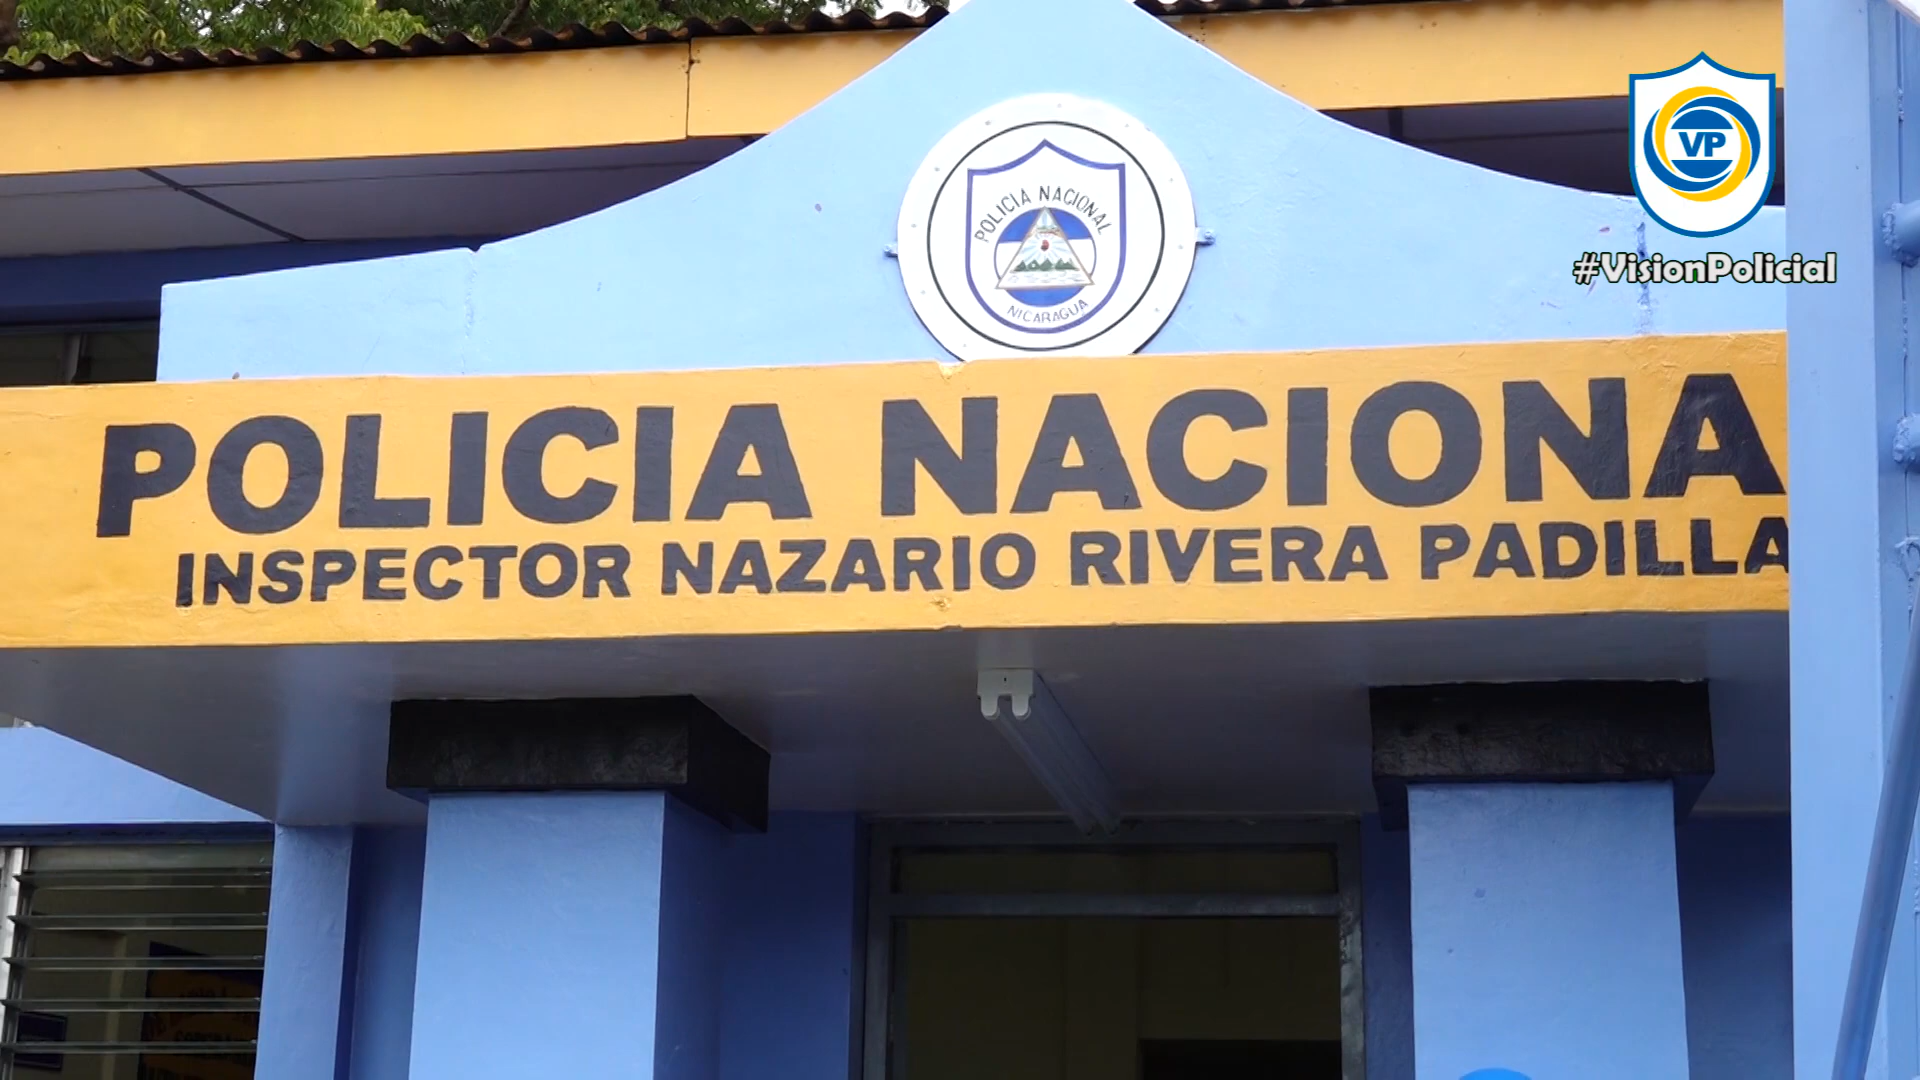 VP
#VisionPolicial
POLICIA NACIONAL
NICARAGUA
POLICIA NACIONA
INSPECTOR NAZARIO RIVERA PADILLA